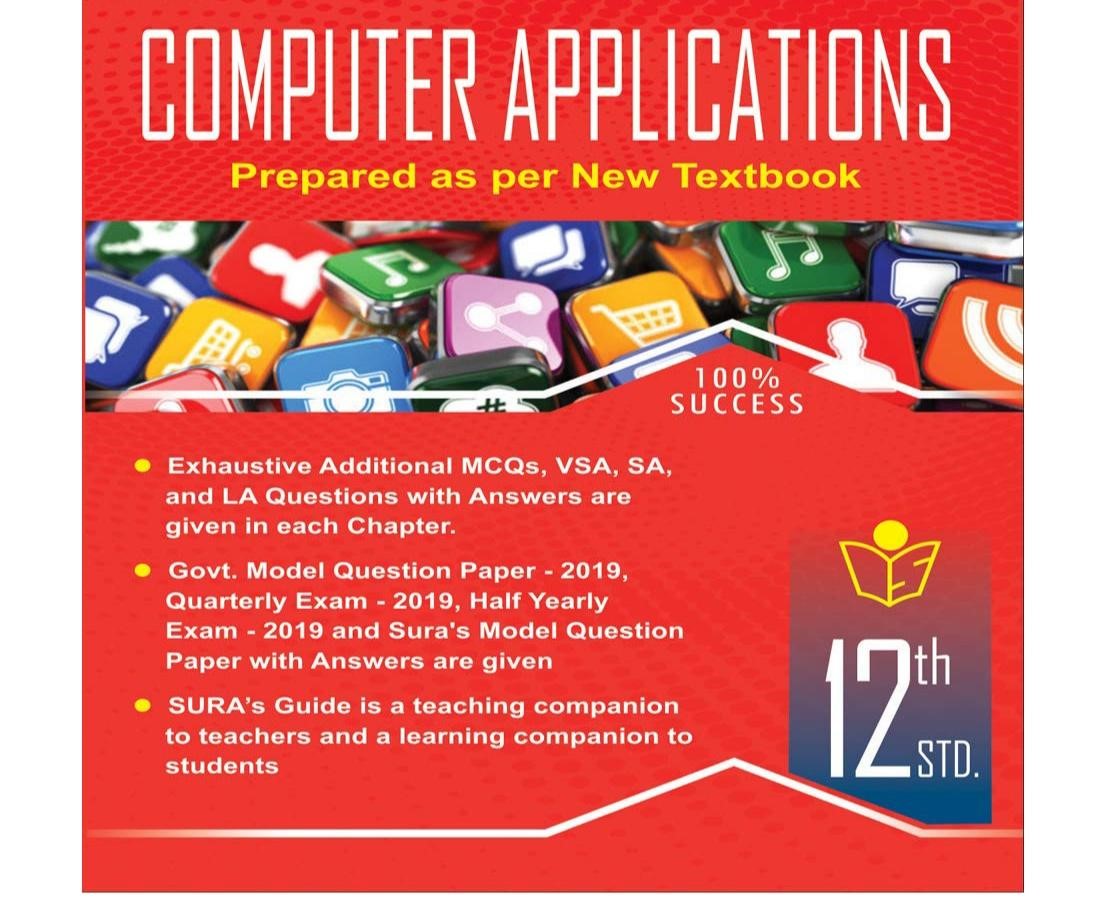 COMPUTER APPLICATIONS
Prepared as per New Textbook
#
100%
SUCCESS
Exhaustive Additional MCQs, VSA, SA,
and LA Questions with Answers are
given in each Chapter.
Govt. Model Question Paper - 2019,
Quarterly Exam - 2019, Half Yearly
Exam - 2019 and Sura's Model Question
Paper with Answers are given
SURA’s Guide is a teaching companion
to teachers and a learning companion to
students
12th
STD.